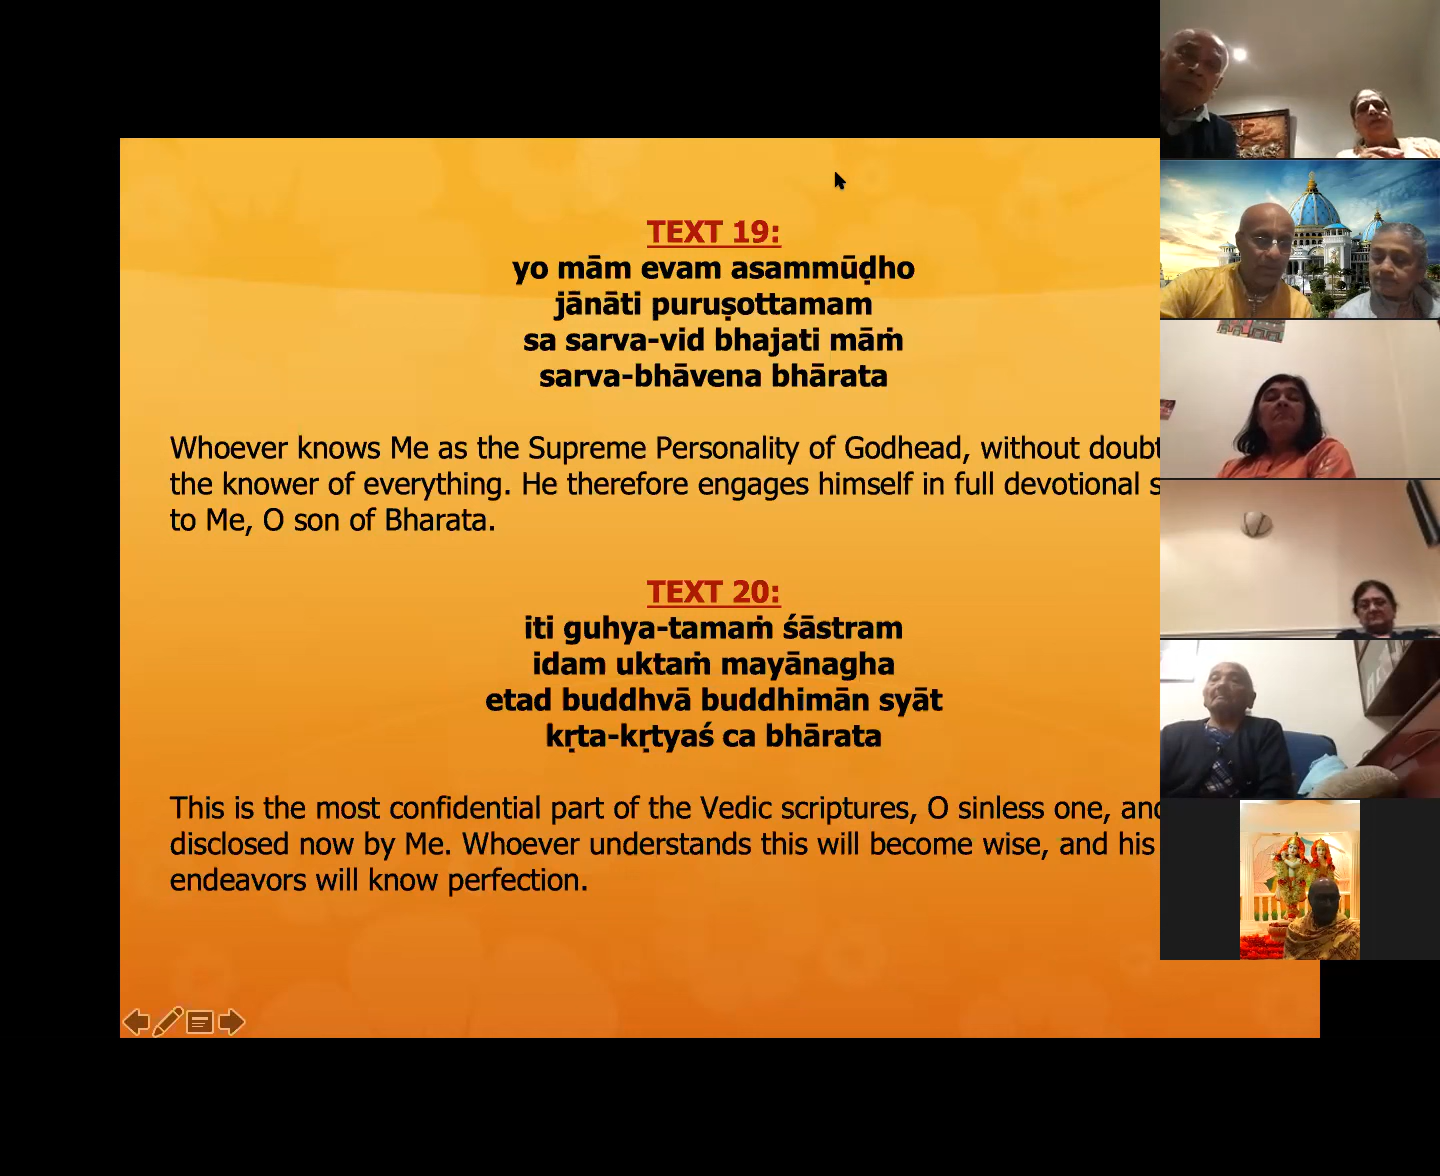 TEXT 19:
yo mām evam asammūḍho
jānāti puruṣottamam
sa sarva-vid bhajati māṁ
sarva-bhāvena bhārata
Whoever knows Me as the Supreme Personality of Godhead, without
the knower of everything. He therefore engages himself in full devotional
to Me, O son of Bharata.
TEXT 20:
iti guhya-tamaṁ śāstram
idam uktaṁ mayānagha
etad buddhvā buddhimān syāt
kṛta-kṛtyaś ca bhārata
This is the most confidential part of the Vedic scriptures, O sinless one,
disclosed now by Me. Whoever understands this will become wise, and his
endeavors will know perfection.